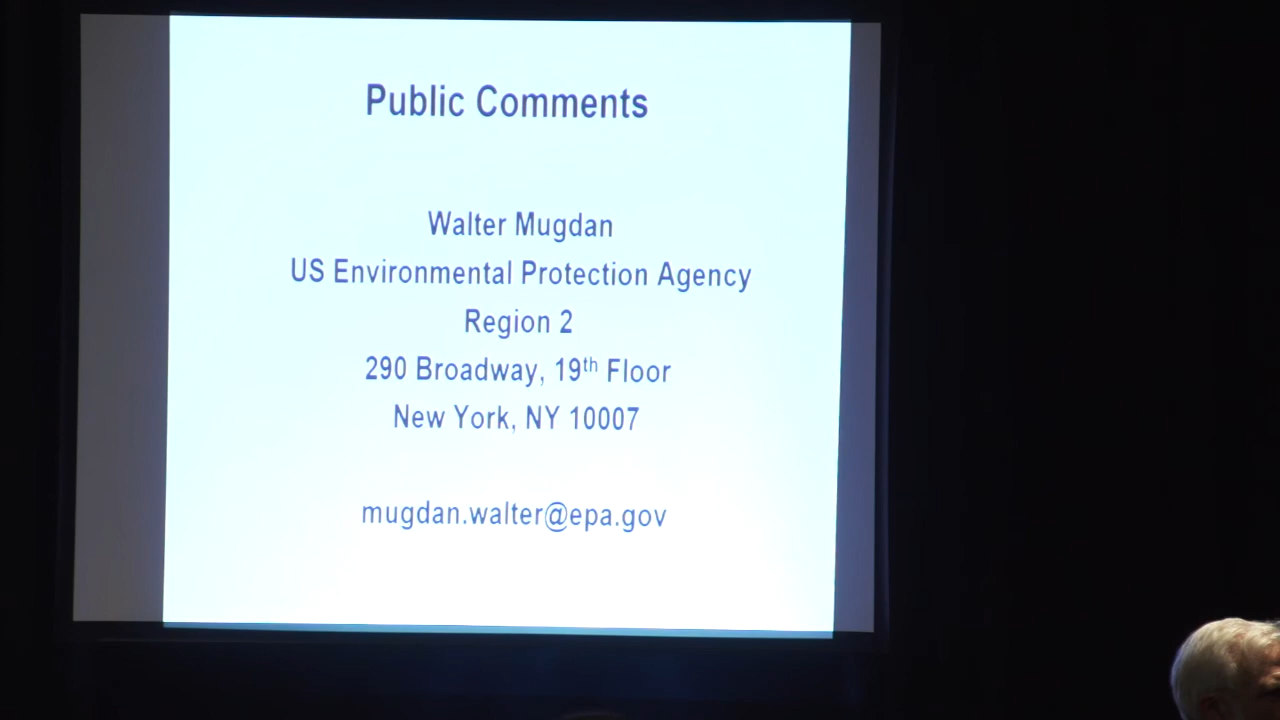 Public Comments
Walter Mugdan
US Environmental Protection Agency
Region 2
290 Broadway, 19th Floor
New York, NY 10007
mugdan.walter@epa.gov